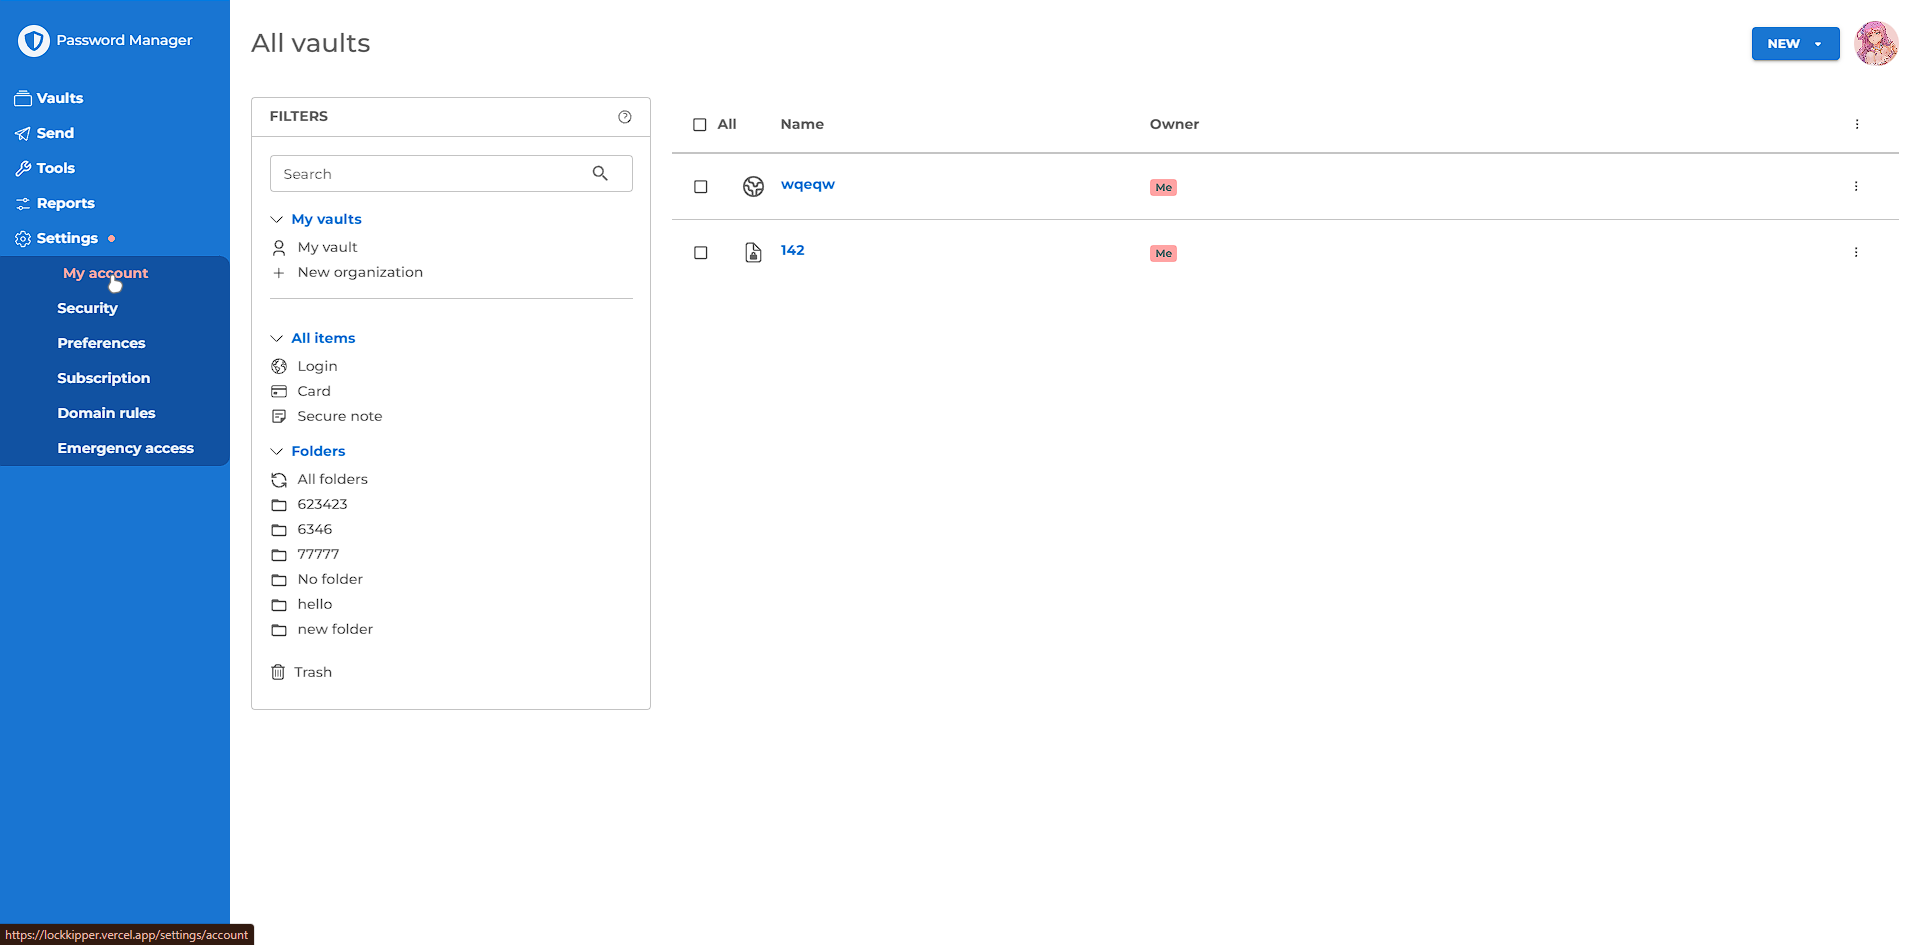 Password Manager
Vaults
Send
Tools
Reports
Settings
My account
Security
Preferences
Subscription
Domain rules
Emergency access
https://lockkipper.vercel.app/settings/account
All vaults
NEW
FILTERS
Search
My vaults
My vault
New organization
All items
Login
Card
Secure note
Folders
All folders
623423
6346
77777
No folder
hello
new folder
Trash
All Name Owner
wqeqw Me
142 Me